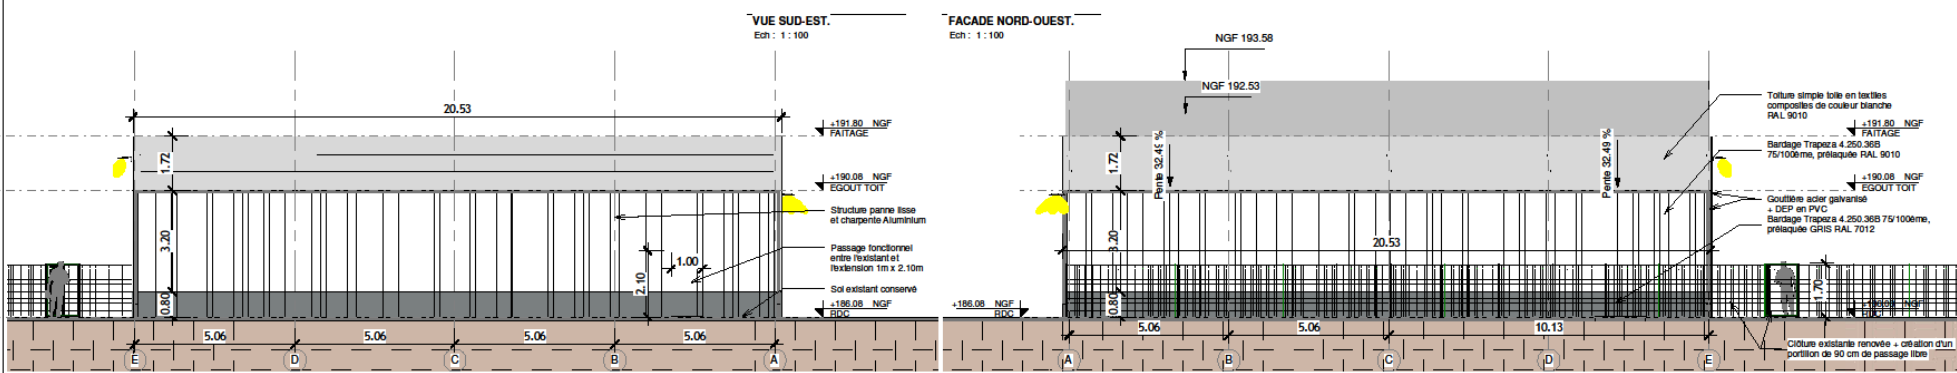 VUE SUD-EST.
Ech : 1 : 100
20.53
+191.80 NGF
FAITAGE
1.72
+190.08 NGF
EGOUT TOIT
Structure panne lisse
et charpente Aluminium
3.20
Passage fonctionnel
entre l'existant et
l'extension 1m x 2.10m
1.00
2.10
Sol existant conservé
0.80
+186.08 NGF
RDC
5.06
5.06
5.06
5.06
E
D
C
B
A
FACADE NORD-OUEST.
Ech : 1 : 100
NGF 193.58
NGF 192.53
Toiture simple toile en textiles
composites de couleur blanche
RAL 9010
+191.80 NGF
FAITAGE
Bardage Trapeza 4.250.36B
75/100ème, prélaquée RAL 9010
1.72
Pente 32.49 %
Pente 32.49 %
+190.08 NGF
EGOUT TOIT
Gouttière acier galvanisé
+ DEP en PVC
Bardage Trapeza 4.250.36B 75/100ème,
prélaquée GRIS RAL 7012
3.20
20.53
1.70
0.80
+186.08 NGF
RDC
5.06
5.06
10.13
Clôture existante renovée + création d'un
portillon de 90 cm de passage libre
A
B
C
D
E